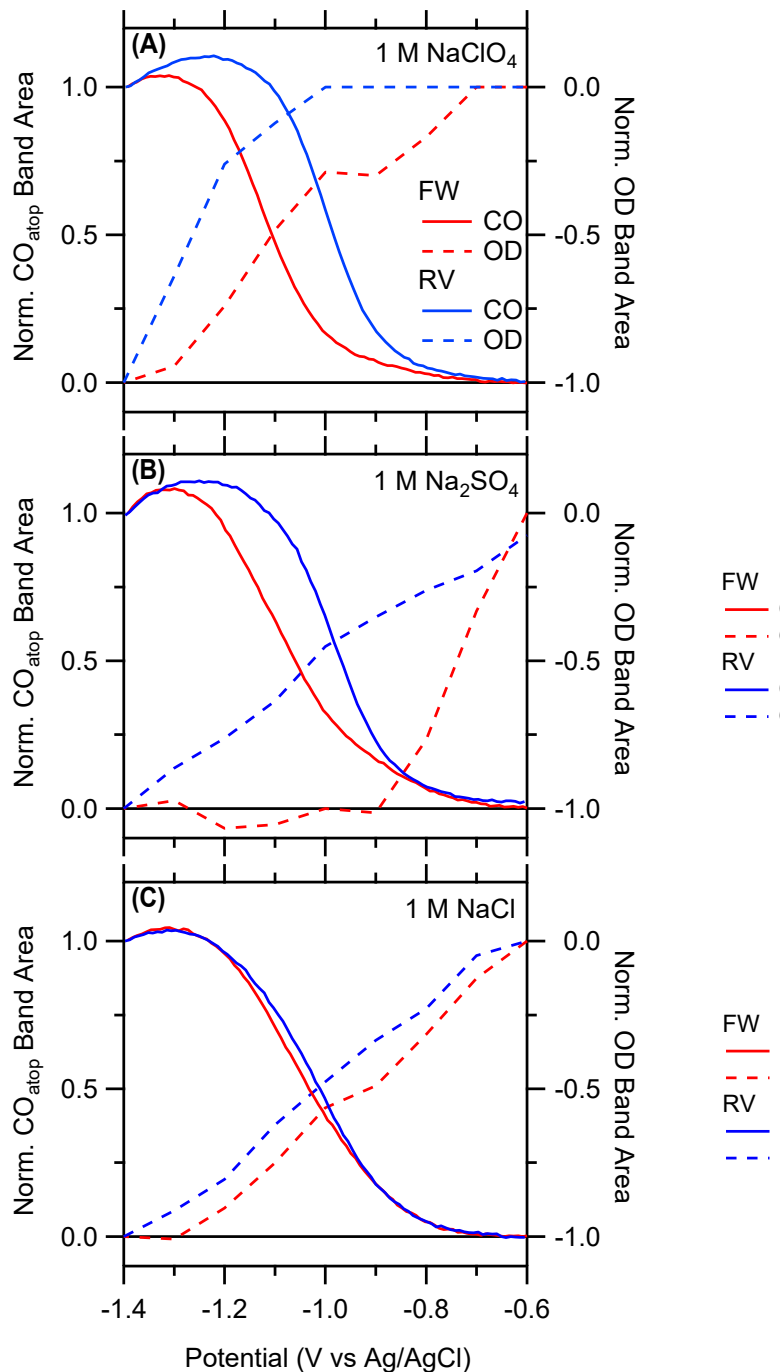 (A)
1 M NaClO₄
1.0
0.5
0.0
Norm. CO_atop Band Area
0.0
-0.5
-1.0
Norm. OD Band Area
FW
CO
OD
RV
CO
OD
(B)
1 M Na₂SO₄
1.0
0.5
0.0
Norm. CO_atop Band Area
0.0
-0.5
-1.0
Norm. OD Band Area
FW
RV
(C)
1 M NaCl
1.0
0.5
0.0
Norm. CO_atop Band Area
0.0
-0.5
-1.0
Norm. OD Band Area
FW
RV
-1.4 -1.2 -1.0 -0.8 -0.6
Potential (V vs Ag/AgCl)